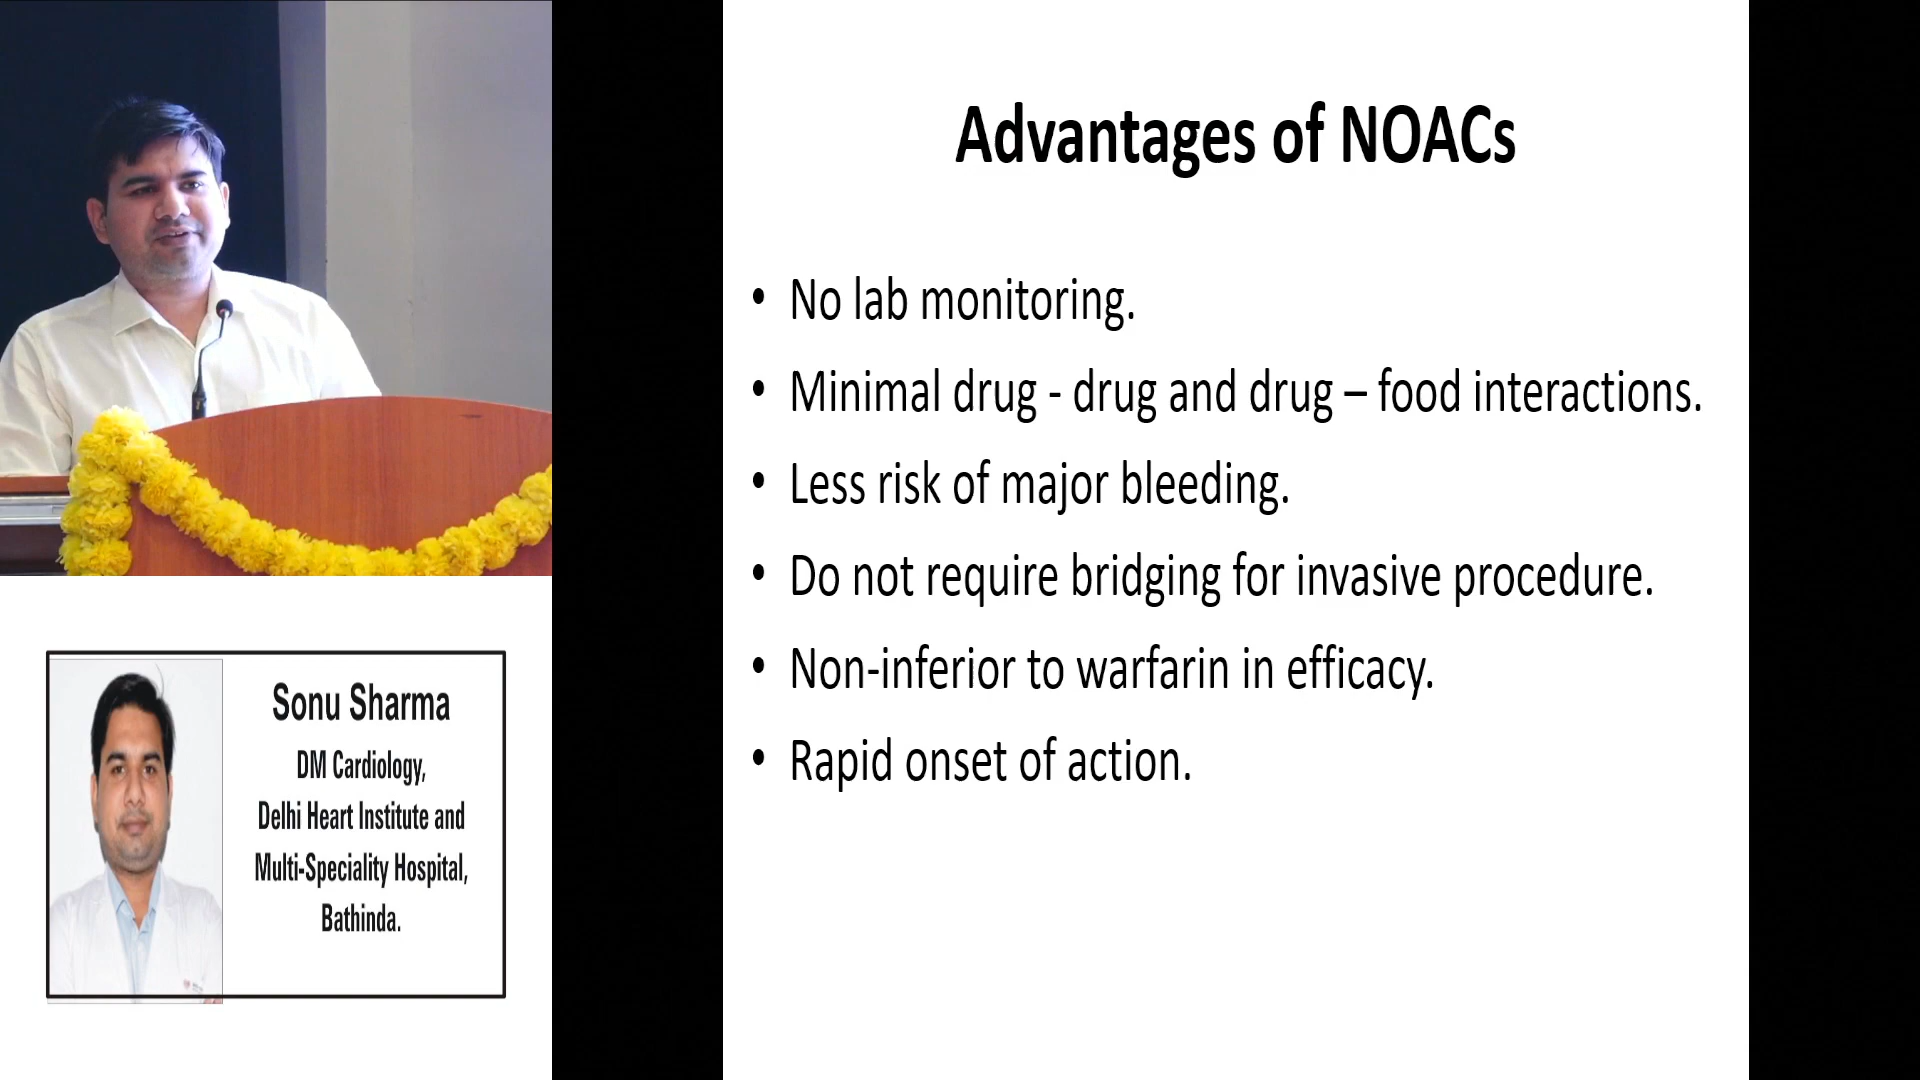 Advantages of NOACs
• No lab monitoring.
• Minimal drug - drug and drug – food interactions.
• Less risk of major bleeding.
• Do not require bridging for invasive procedure.
• Non-inferior to warfarin in efficacy.
• Rapid onset of action.
Sonu Sharma
DM Cardiology,
Delhi Heart Institute and
Multi-Speciality Hospital,
Bathinda.